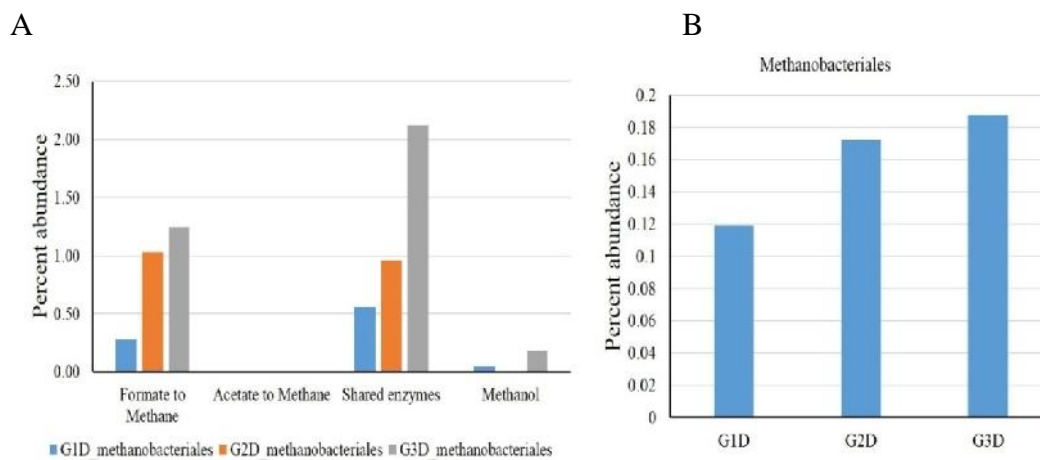 A
Percent abundance
2.50
2.00
1.50
1.00
0.50
0.00
Formate to
Methane
Acetate to Methane
Shared enzymes
Methanol
G1D_methanobacteriales G2D_methanobacteriales G3D_methanobacteriales
B
Methanobacteriales
Percent abundance
0.2
0.18
0.16
0.14
0.12
0.1
0.08
0.06
0.04
0.02
0
G1D G2D G3D